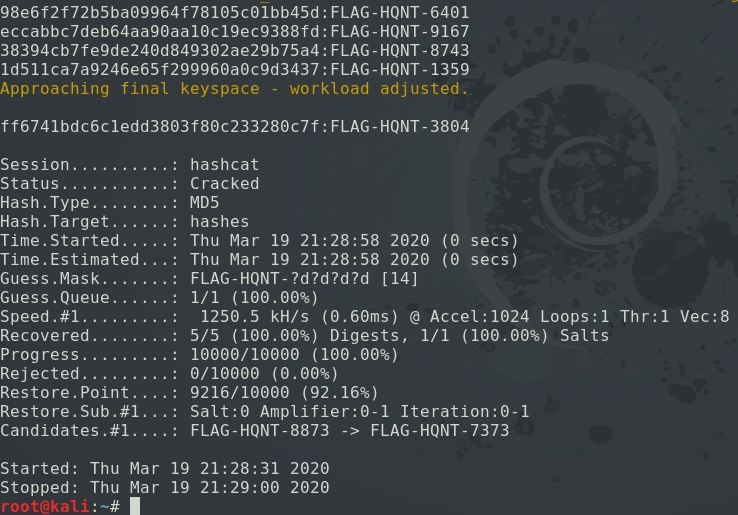 98e6f2f72b5ba09964f78105c01bb45d:FLAG-HQNT-6401
eccabbc7deb64aa90aa10c19ec9388fd:FLAG-HQNT-9167
38394cb7fe9de240d849302ae29b75a4:FLAG-HQNT-8743
1d511ca7a9246e65f299960a0c9d3437:FLAG-HQNT-1359
Approaching final keyspace - workload adjusted.
ff6741bdc6c1edd3803f80c233280c7f:FLAG-HQNT-3804
Session..........: hashcat
Status...........: Cracked
Hash.Type........: MD5
Hash.Target......: hashes
Time.Started.....: Thu Mar 19 21:28:58 2020 (0 secs)
Time.Estimated...: Thu Mar 19 21:28:58 2020 (0 secs)
Guess.Mask.......: FLAG-HQNT-?d?d?d?d [14]
Guess.Queue......: 1/1 (100.00%)
Speed.#1.........:  1250.5 kH/s (0.60ms) @ Accel:1024 Loops:1 Thr:1 Vec:8
Recovered........: 5/5 (100.00%) Digests, 1/1 (100.00%) Salts
Progress.........: 10000/10000 (100.00%)
Rejected.........: 0/10000 (0.00%)
Restore.Point....: 9216/10000 (92.16%)
Restore.Sub.#1...: Salt:0 Amplifier:0-1 Iteration:0-1
Candidates.#1....: FLAG-HQNT-8873 -> FLAG-HQNT-7373
Started: Thu Mar 19 21:28:31 2020
Stopped: Thu Mar 19 21:29:00 2020
root@kali:~#